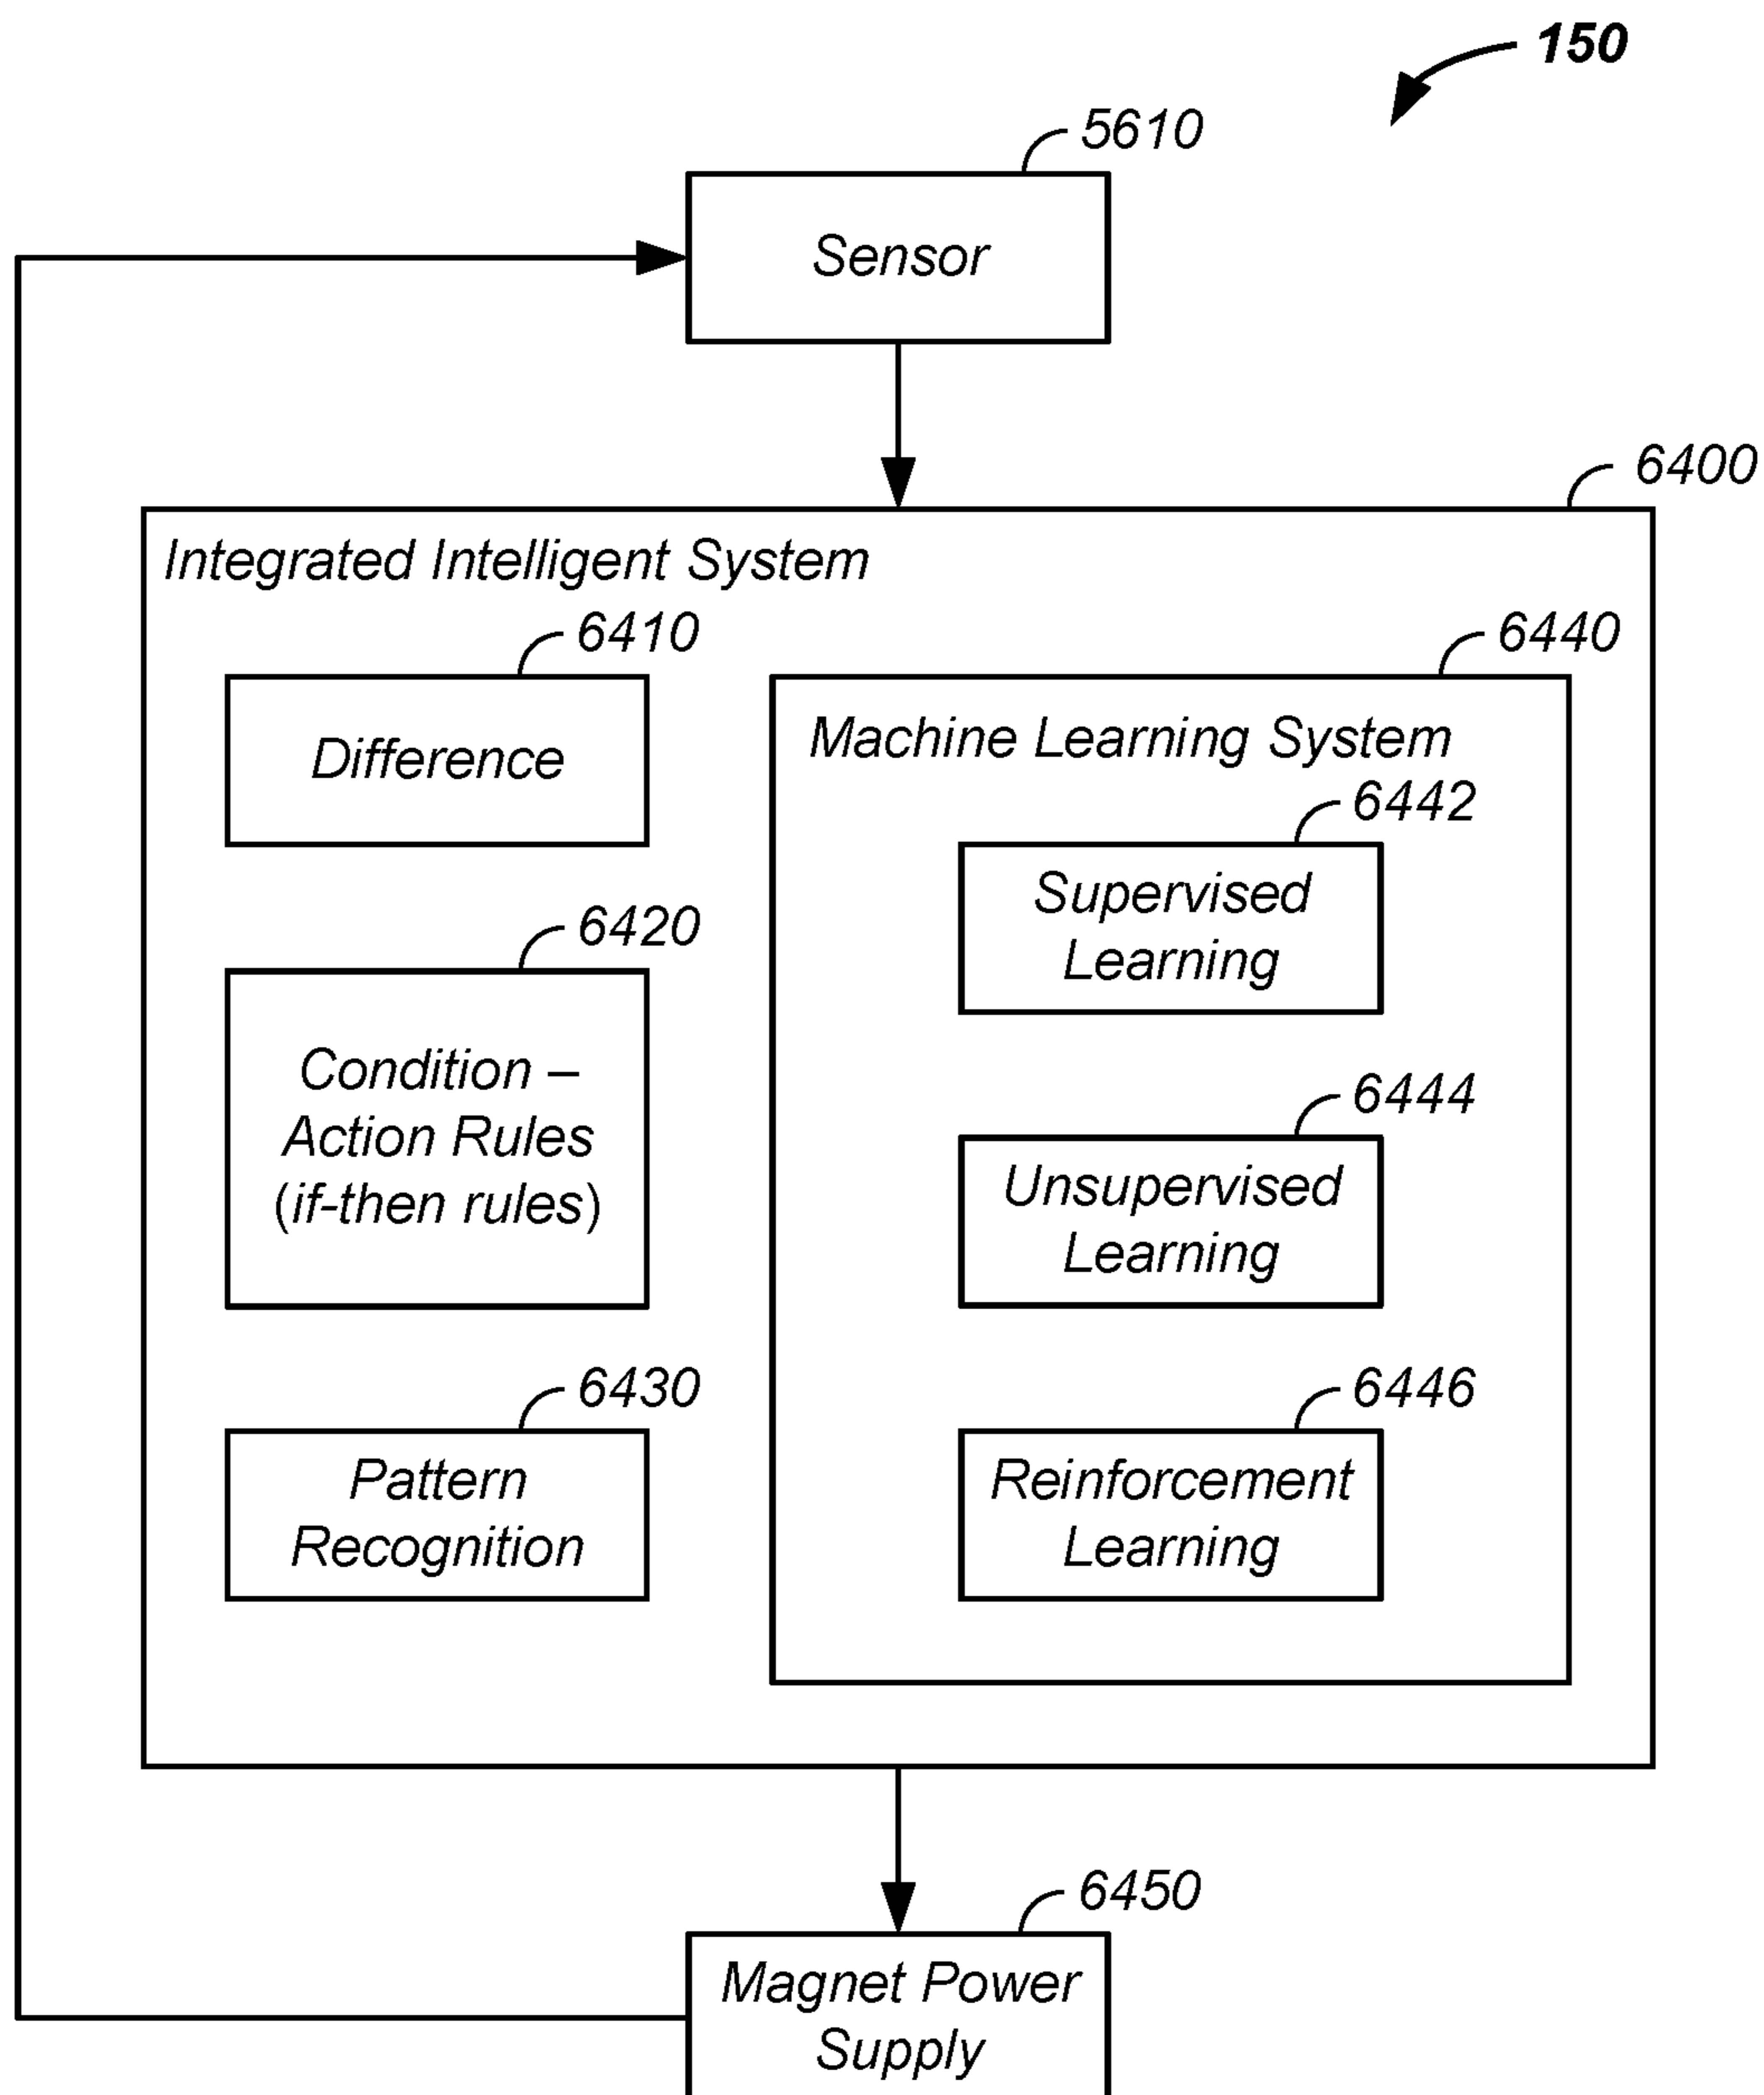 150
5610
Sensor
6400
Integrated Intelligent System
6410
Difference
6420
Condition –
Action Rules
(if-then rules)
6430
Pattern
Recognition
6440
Machine Learning System
6442
Supervised
Learning
6444
Unsupervised
Learning
6446
Reinforcement
Learning
6450
Magnet Power
Supply